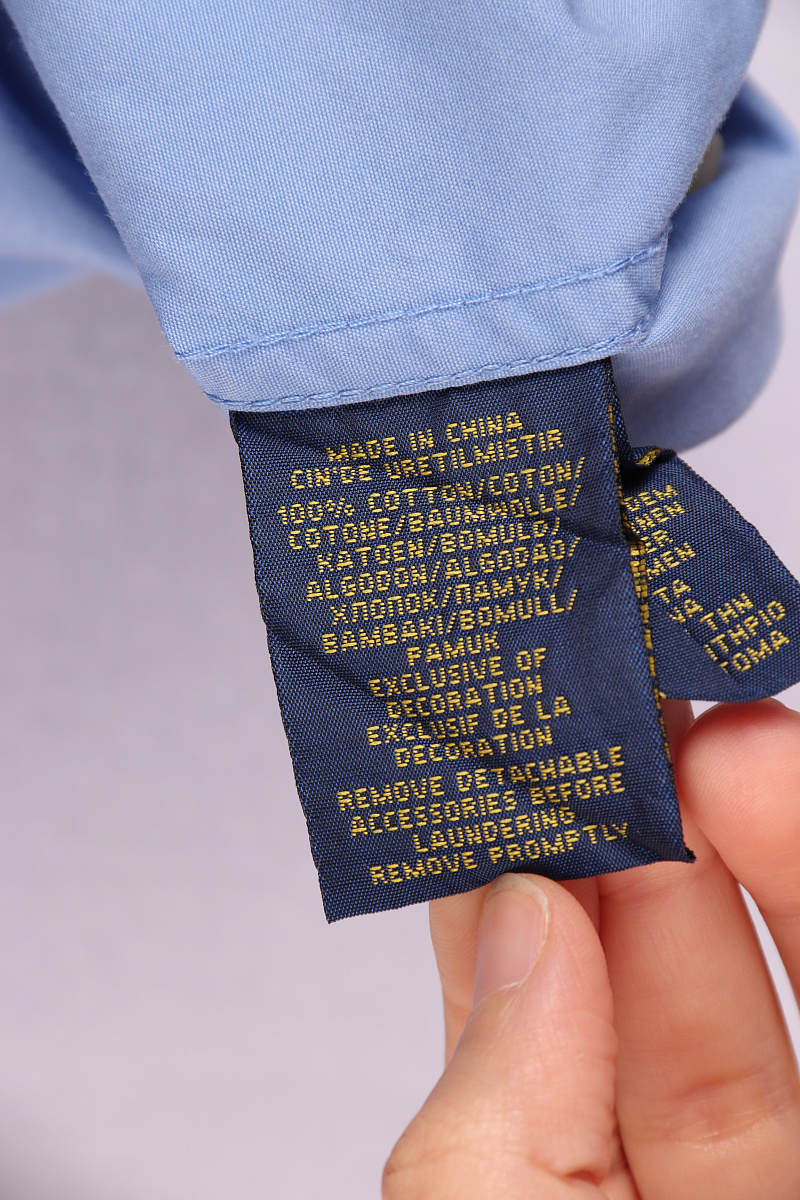 MADE IN CHINA
CIN'DE URETILMISTIR
100% COTTON/COTON/
COTONE/BAUMWOLLE/
KATOEN/BOMULD/
ALGODON/ALGODAO/
ХЛОПОК/ПАМУК/
BAMBAKI/BOMULL/
PAMUK
EXCLUSIVE OF
DECORATION
EXCLUSIF DE LA
DECORATION
REMOVE DETACHABLE
ACCESSORIES BEFORE
LAUNDERING
REMOVE PROMPTLY